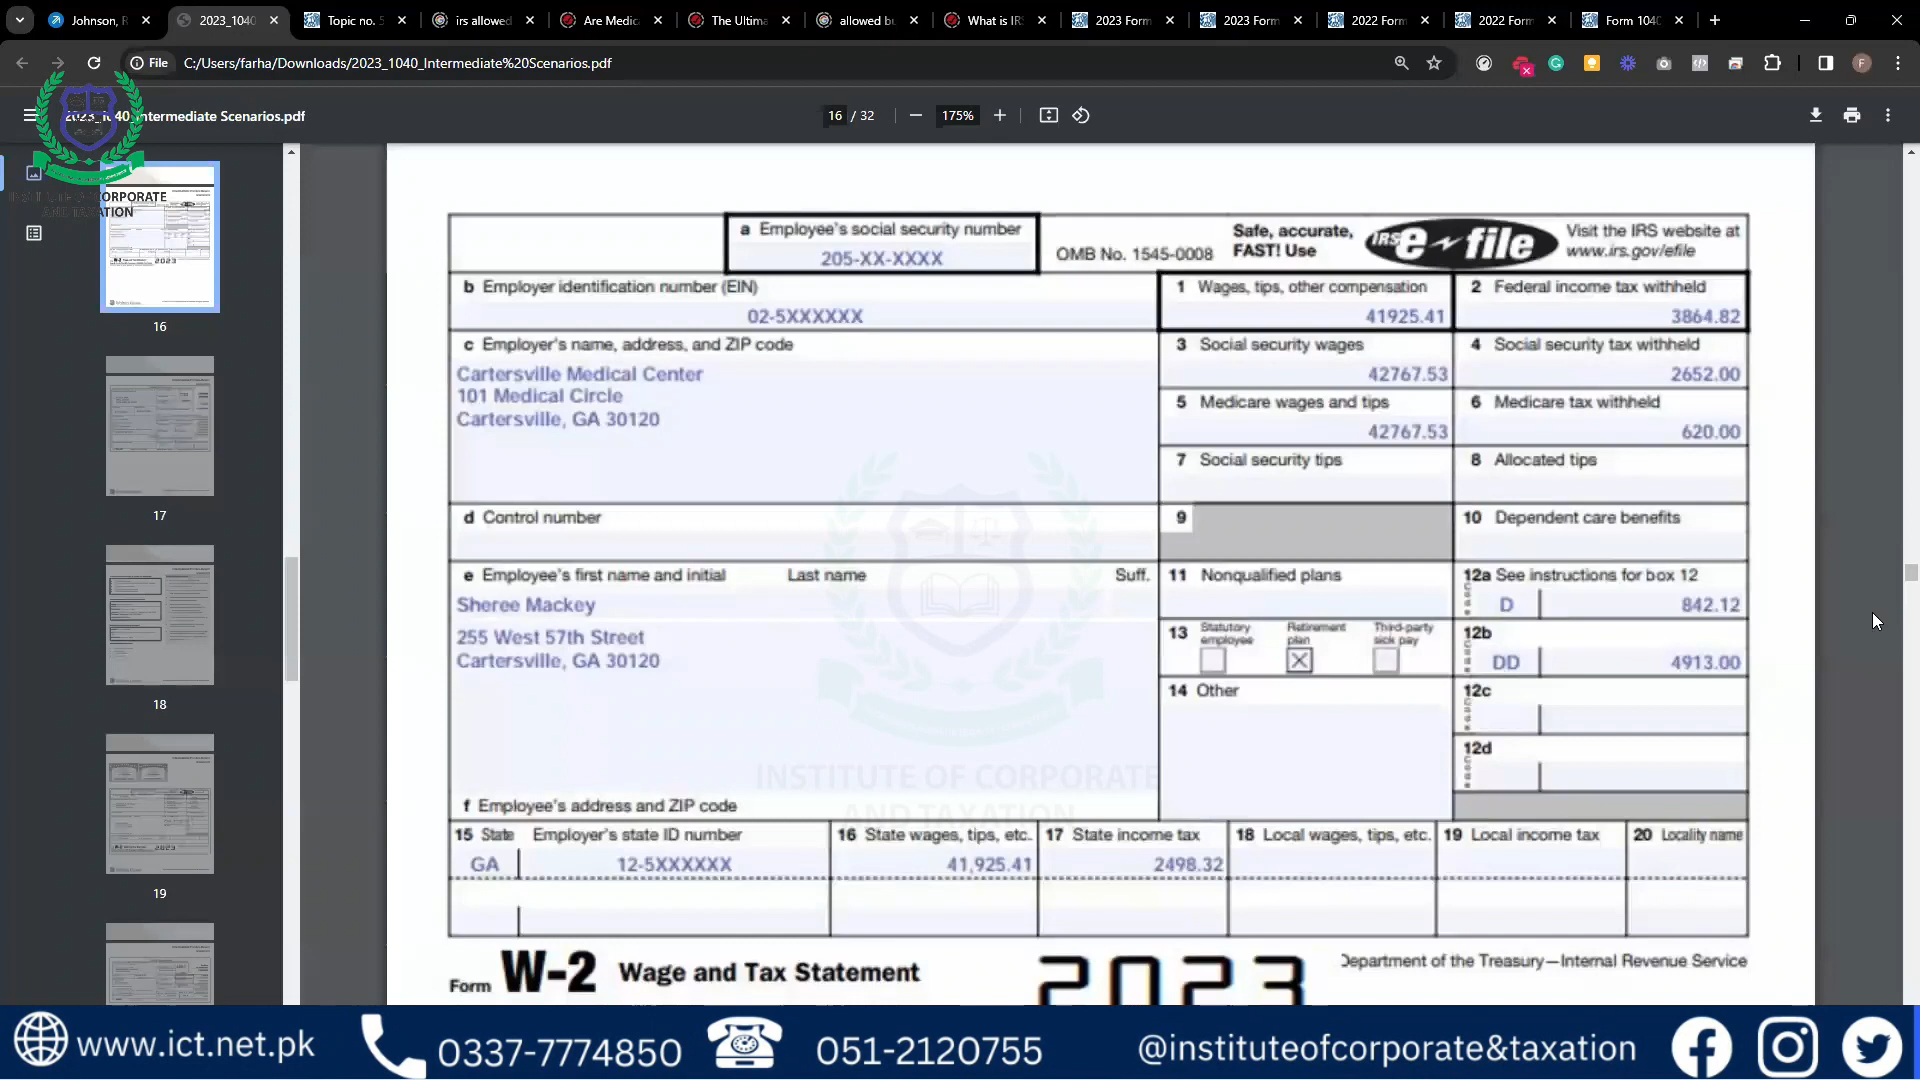 Johnson, R
2023_1040
Topic no. 5
irs allowed
Are Medic
The Ultima
allowed bu
What is IR
2023 Form
2023 Form
2022 Form
2022 Form
Form 1040
File C:/Users/farha/Downloads/2023_1040_Intermediate%20Scenarios.pdf
2023_1040_Intermediate Scenarios.pdf
16 / 32
175%
16
17
18
19
a Employee's social security number
205-XX-XXXX
OMB No. 1545-0008
Safe, accurate,
FAST! Use
IRS e-file
Visit the IRS website at
www.irs.gov/efile
b Employer identification number (EIN)
02-5XXXXXX
1 Wages, tips, other compensation
41925.41
2 Federal income tax withheld
3864.82
c Employer's name, address, and ZIP code
Cartersville Medical Center
101 Medical Circle
Cartersville, GA 30120
3 Social security wages
42767.53
4 Social security tax withheld
2652.00
5 Medicare wages and tips
42767.53
6 Medicare tax withheld
620.00
7 Social security tips
8 Allocated tips
d Control number
9
10 Dependent care benefits
e Employee's first name and initial Last name Suff.
Sheree Mackey
255 West 57th Street
Cartersville, GA 30120
11 Nonqualified plans
12a See instructions for box 12
D 842.12
13 Statutory employee Retirement plan Third-party sick pay
12b
DD 4913.00
14 Other
12c
12d
INSTITUTE OF CORPORATE
AND TAXATION
f Employee's address and ZIP code
15 State Employer's state ID number
GA 12-5XXXXXX
16 State wages, tips, etc.
41,925.41
17 State income tax
2498.32
18 Local wages, tips, etc.
19 Local income tax
20 Locality name
Form W-2 Wage and Tax Statement
2023
Department of the Treasury—Internal Revenue Service
www.ict.net.pk
0337-7774850
051-2120755
@instituteofcorporate&taxation